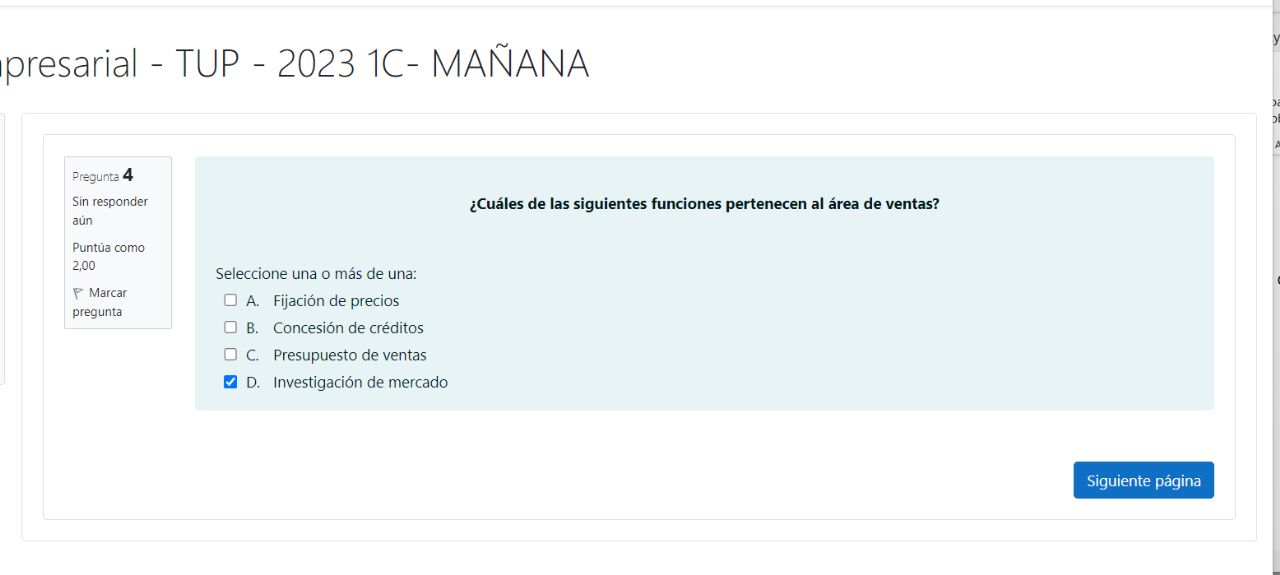 presarial - TUP - 2023 1C- MAÑANA
Pregunta 4
Sin responder
aún
Puntúa como
2,00
Marcar
pregunta
¿Cuáles de las siguientes funciones pertenecen al área de ventas?
Seleccione una o más de una:
A. Fijación de precios
B. Concesión de créditos
C. Presupuesto de ventas
D. Investigación de mercado
Siguiente página